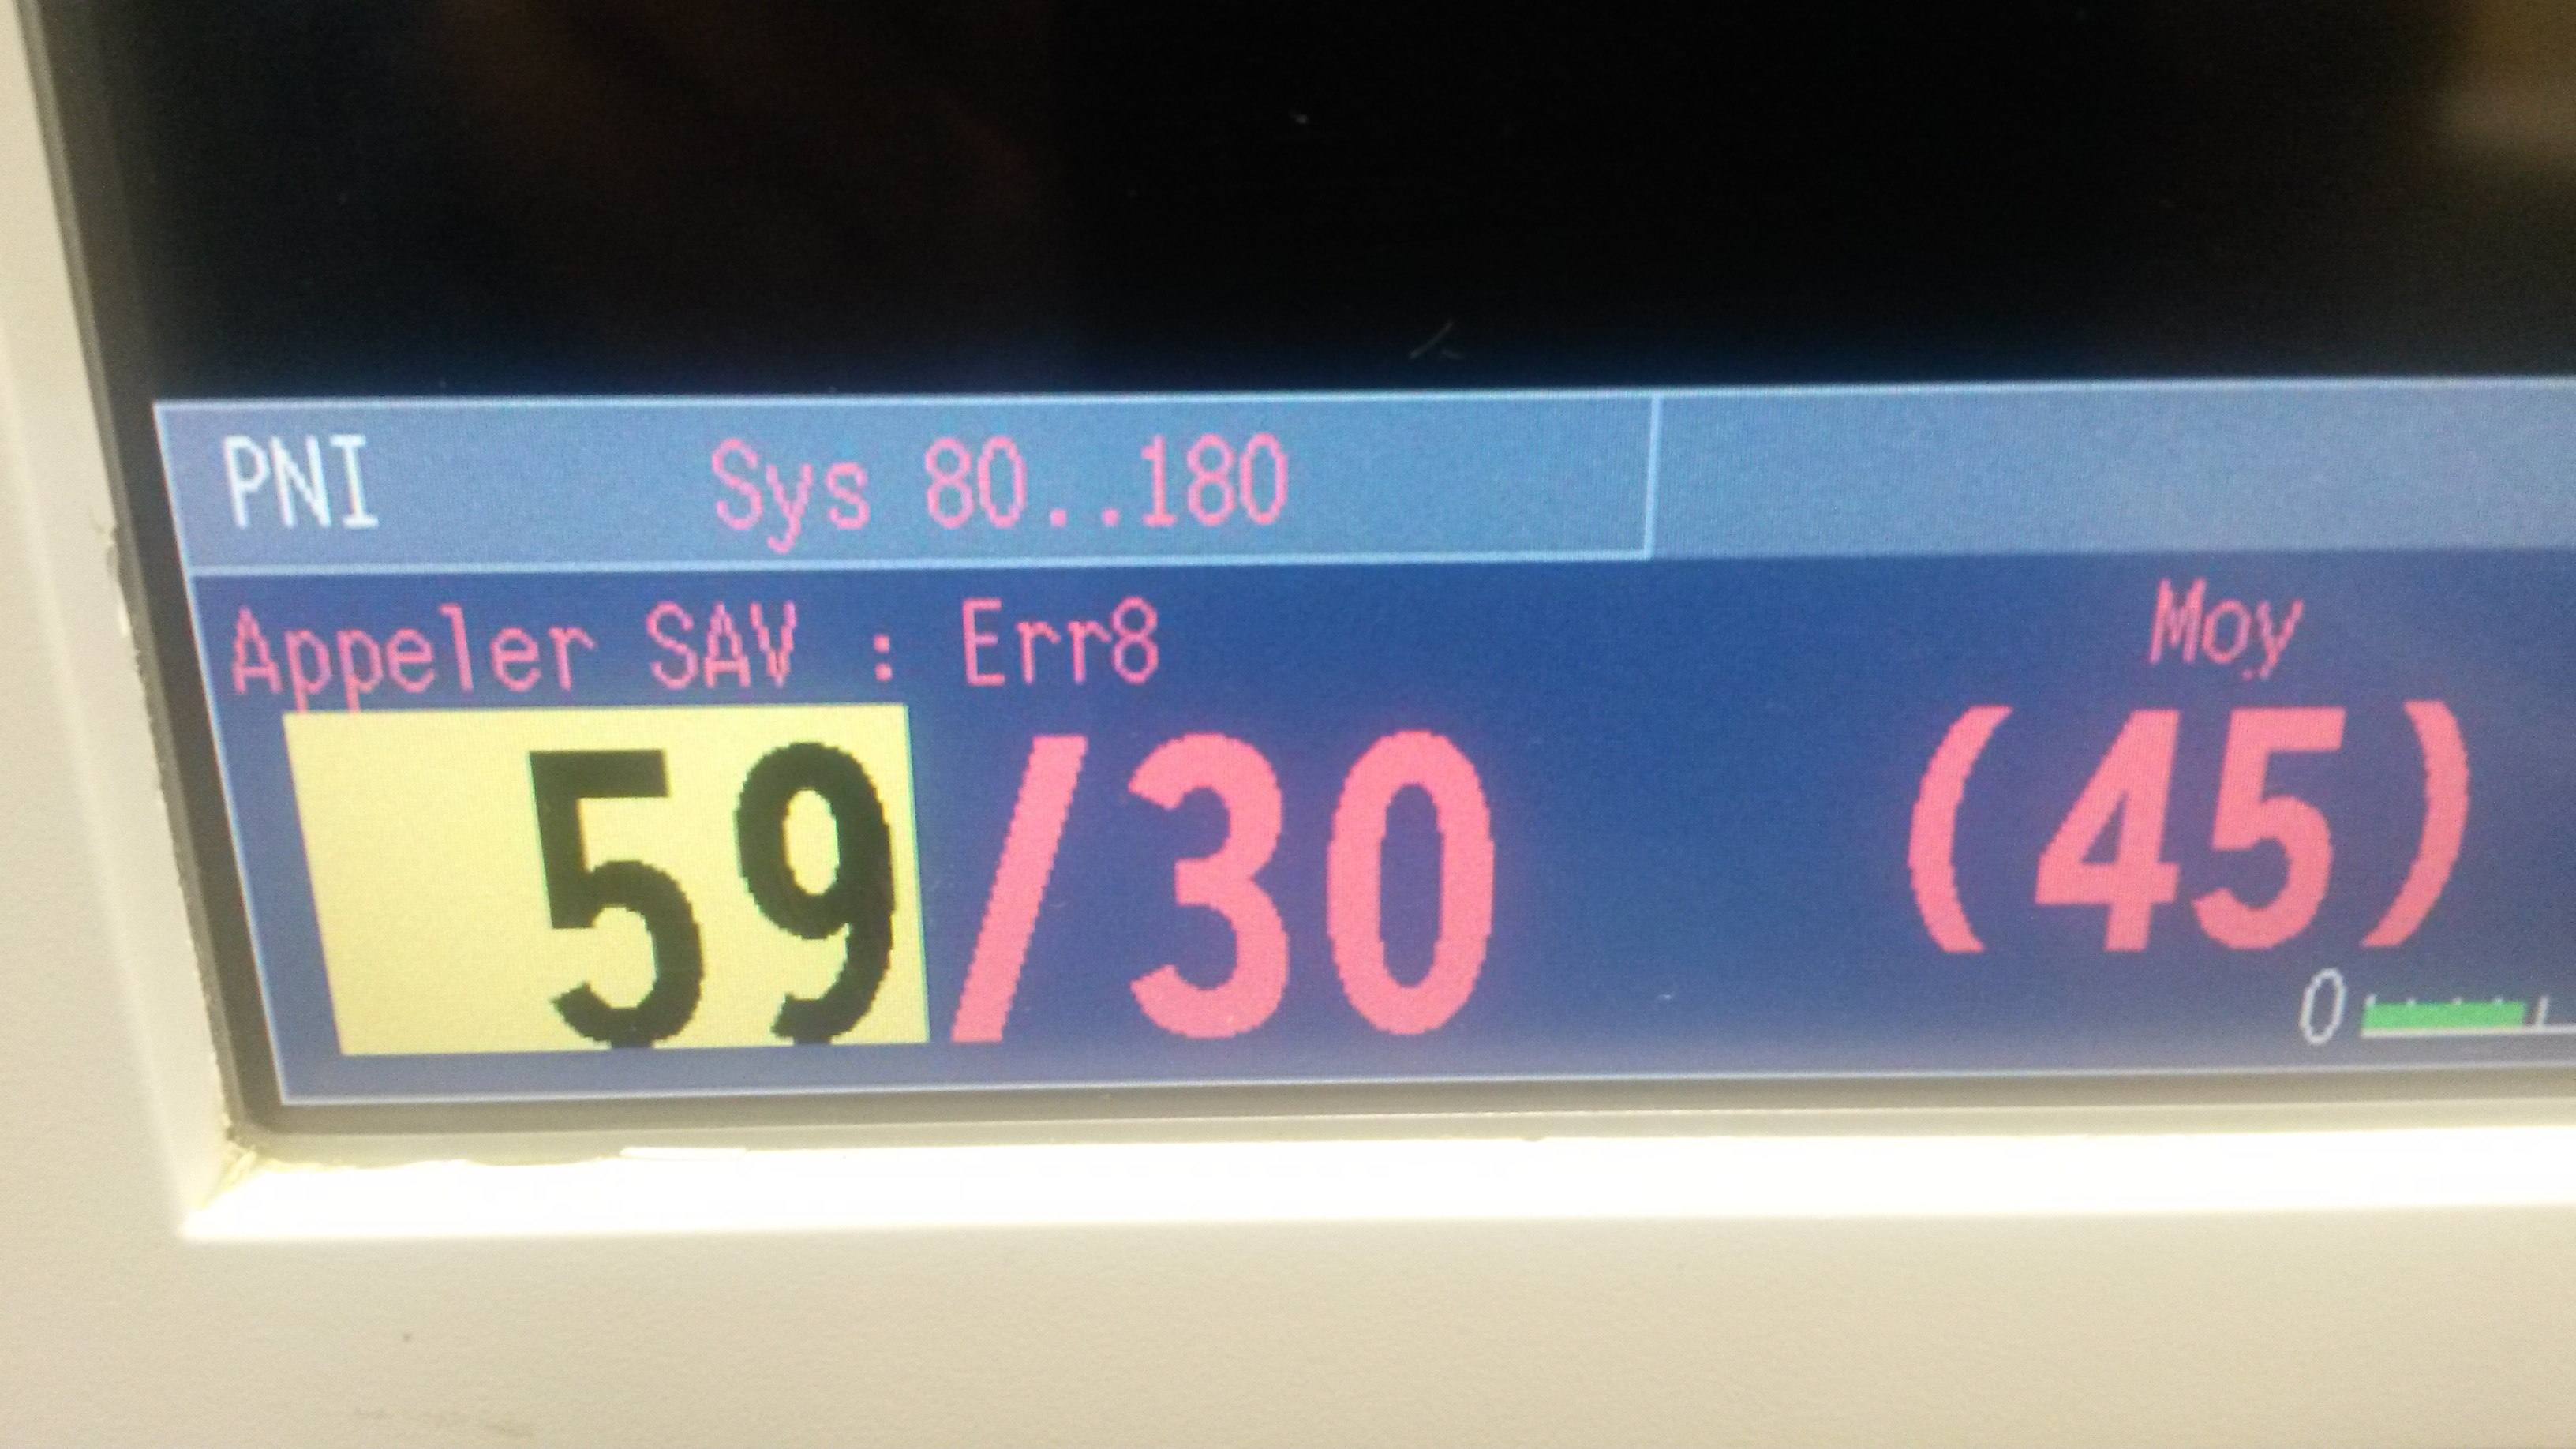 PNI Sys 80..180
Appeler SAV : Err8
Moy
59/30 (45)
0